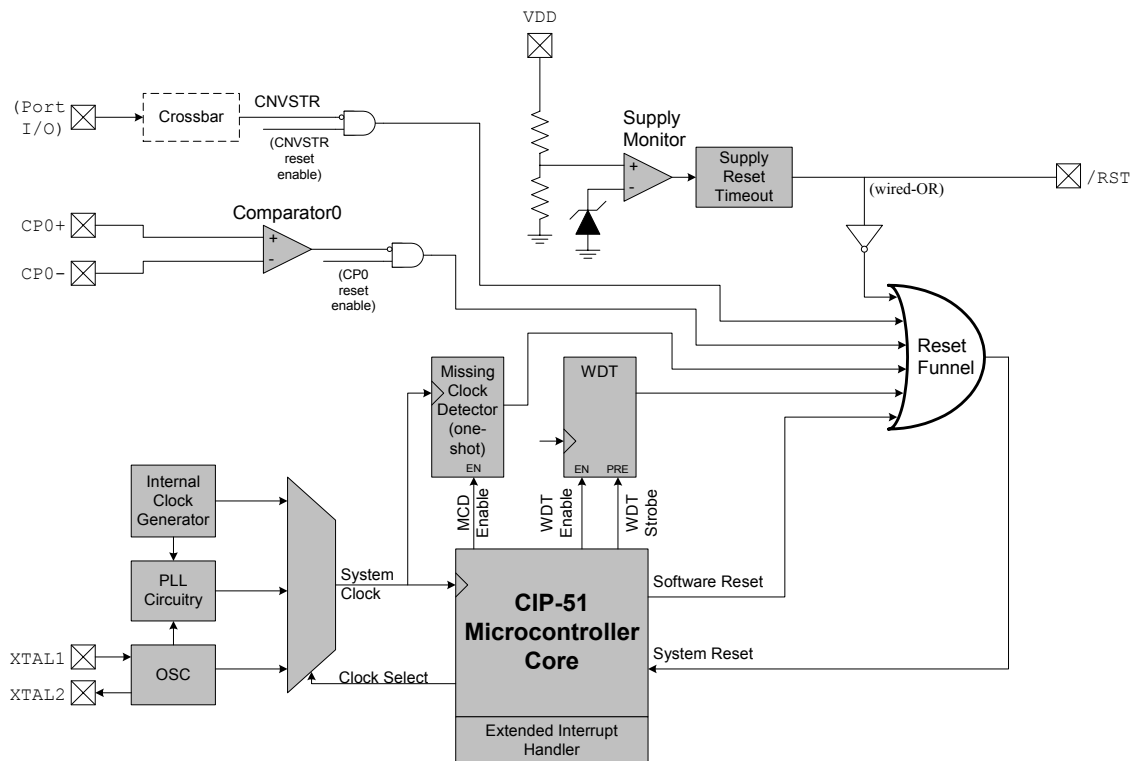 VDD
(Port
I/O)
Crossbar
CNVSTR
(CNVSTR
reset
enable)
Supply
Monitor
+
-
Supply
Reset
Timeout
(wired-OR)
/RST
CP0+
CP0-
Comparator0
+
-
(CP0
reset
enable)
Reset
Funnel
Missing
Clock
Detector
(one-
shot)
EN
WDT
EN
PRE
MCD
Enable
WDT
Enable
WDT
Strobe
Internal
Clock
Generator
PLL
Circuitry
OSC
XTAL1
XTAL2
System
Clock
Clock Select
CIP-51
Microcontroller
Core
Software Reset
System Reset
Extended Interrupt
Handler